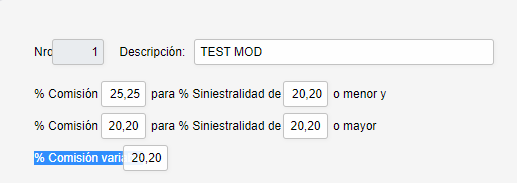 Nro 1 Descripción: TEST MOD
% Comisión 25,25 para % Siniestralidad de 20,20 o menor y
% Comisión 20,20 para % Siniestralidad de 20,20 o mayor
% Comisión varia 20,20